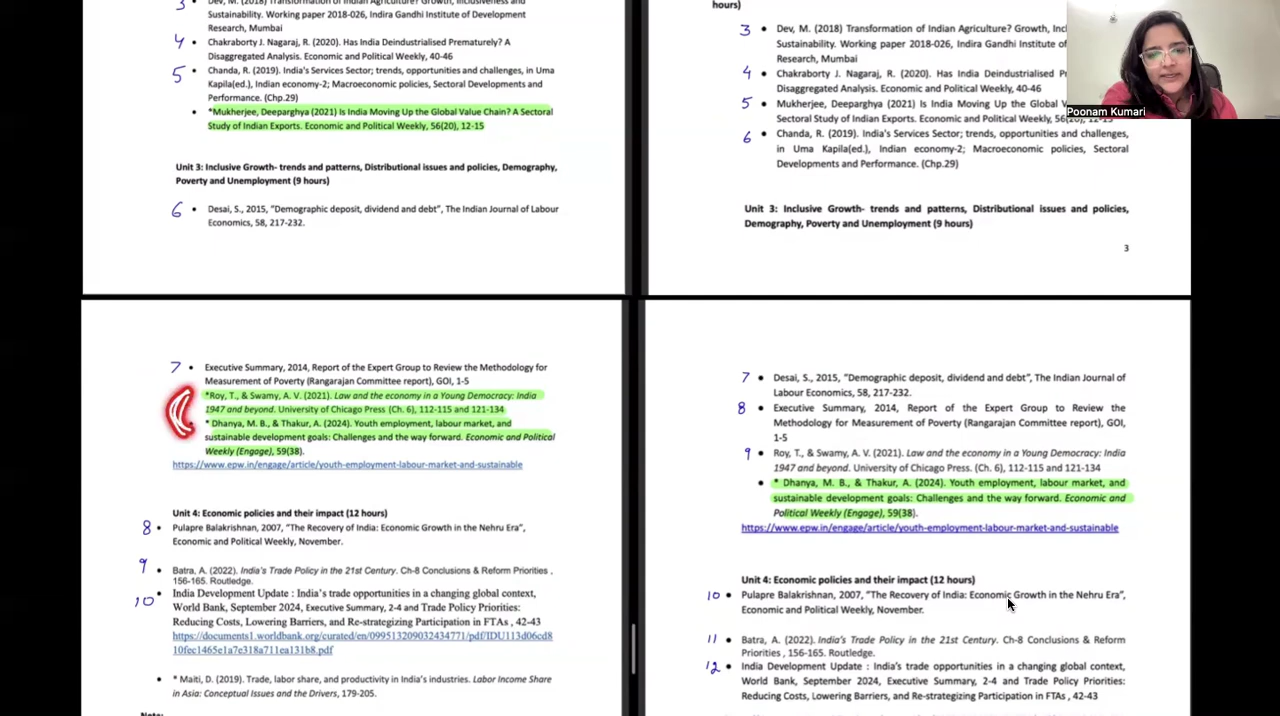 3 • Dev, M. (2018) Transformation of Indian Agriculture? Growth, Inclusiveness and
Sustainability. Working paper 2018-026, Indira Gandhi Institute of Development
Research, Mumbai
4 • Chakraborty J. Nagaraj, R. (2020). Has India Deindustrialised Prematurely? A
Disaggregated Analysis. Economic and Political Weekly, 40-46
5 • Chanda, R. (2019). India's Services Sector; trends, opportunities and challenges, in Uma
Kapila(ed.), Indian economy-2; Macroeconomic policies, Sectoral Developments and
Performance. (Chp.29)
• *Mukherjee, Deeparghya (2021) Is India Moving Up the Global Value Chain? A Sectoral
Study of Indian Exports. Economic and Political Weekly, 56(20), 12-15
Unit 3: Inclusive Growth- trends and patterns, Distributional issues and policies, Demography,
Poverty and Unemployment (9 hours)
6 • Desai, S., 2015, "Demographic deposit, dividend and debt", The Indian Journal of Labour
Economics, 58, 217-232.
7 • Executive Summary, 2014, Report of the Expert Group to Review the Methodology for
Measurement of Poverty (Rangarajan Committee report), GOI, 1-5
*Roy, T., & Swamy, A. V. (2021). Law and the economy in a Young Democracy: India
1947 and beyond. University of Chicago Press (Ch. 6), 112-115 and 121-134
* Dhanya, M. B., & Thakur, A. (2024). Youth employment, labour market, and
sustainable development goals: Challenges and the way forward. Economic and Political
Weekly (Engage), 59(38).
https://www.epw.in/engage/article/youth-employment-labour-market-and-sustainable
Unit 4: Economic policies and their impact (12 hours)
8 • Pulapre Balakrishnan, 2007, "The Recovery of India: Economic Growth in the Nehru Era",
Economic and Political Weekly, November.
9 • Batra, A. (2022). India's Trade Policy in the 21st Century. Ch-8 Conclusions & Reform Priorities ,
156-165. Routledge.
10 • India Development Update : India's trade opportunities in a changing global context,
World Bank, September 2024, Executive Summary, 2-4 and Trade Policy Priorities:
Reducing Costs, Lowering Barriers, and Re-strategizing Participation in FTAs , 42-43
https://documents1.worldbank.org/curated/en/099513209032434771/pdf/IDU113d06cd8
10fec1465e1a7e318a711ea131b8.pdf
• * Maiti, D. (2019). Trade, labor share, and productivity in India's industries. Labor Income Share
in Asia: Conceptual Issues and the Drivers, 179-205.
Note:
hours)
3 • Dev, M. (2018) Transformation of Indian Agriculture? Growth, Incl
Sustainability. Working paper 2018-026, Indira Gandhi Institute of
Research, Mumbai
4 • Chakraborty J. Nagaraj, R. (2020). Has India Deindustrialised P
Disaggregated Analysis. Economic and Political Weekly, 40-46
5 • Mukherjee, Deeparghya (2021) Is India Moving Up the Global V
Sectoral Study of Indian Exports. Economic and Political Weekly, 56(20), 12-15
6 • Chanda, R. (2019). India's Services Sector; trends, opportunities and challenges,
in Uma Kapila(ed.), Indian economy-2; Macroeconomic policies, Sectoral
Developments and Performance. (Chp.29)
Unit 3: Inclusive Growth- trends and patterns, Distributional issues and policies,
Demography, Poverty and Unemployment (9 hours)
3
7 • Desai, S., 2015, "Demographic deposit, dividend and debt", The Indian Journal of
Labour Economics, 58, 217-232.
8 • Executive Summary, 2014, Report of the Expert Group to Review the
Methodology for Measurement of Poverty (Rangarajan Committee report), GOI,
1-5
9 • Roy, T., & Swamy, A. V. (2021). Law and the economy in a Young Democracy: India
1947 and beyond. University of Chicago Press. (Ch. 6), 112-115 and 121-134
• * Dhanya, M. B., & Thakur, A. (2024). Youth employment, labour market, and
sustainable development goals: Challenges and the way forward. Economic and
Political Weekly (Engage), 59(38).
https://www.epw.in/engage/article/youth-employment-labour-market-and-sustainable
Unit 4: Economic policies and their impact (12 hours)
10 • Pulapre Balakrishnan, 2007, "The Recovery of India: Economic Growth in the Nehru Era",
Economic and Political Weekly, November.
11 • Batra, A. (2022). India's Trade Policy in the 21st Century. Ch-8 Conclusions & Reform
Priorities , 156-165. Routledge.
12 • India Development Update : India's trade opportunities in a changing global context,
World Bank, September 2024, Executive Summary, 2-4 and Trade Policy Priorities:
Reducing Costs, Lowering Barriers, and Re-strategizing Participation in FTAs , 42-43
Poonam Kumari